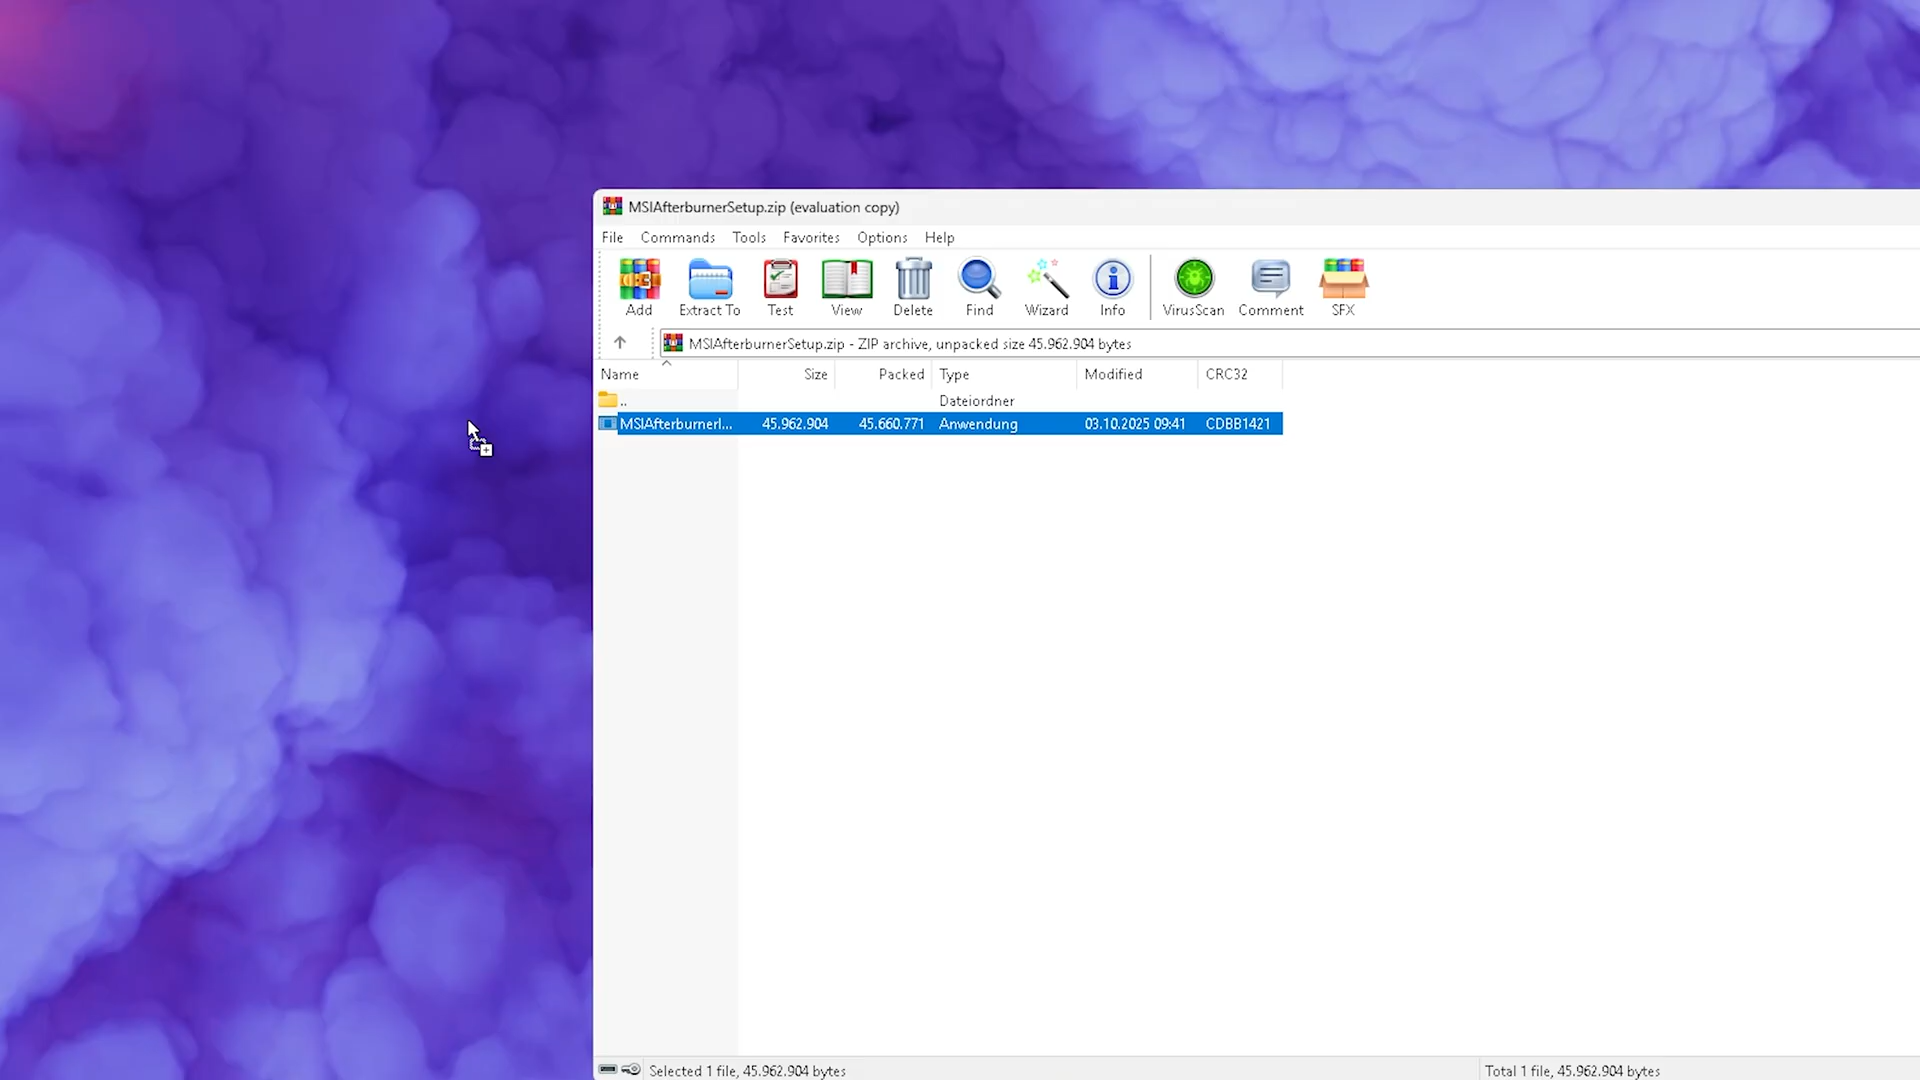 MSIAfterburnerSetup.zip (evaluation copy)
File Commands Tools Favorites Options Help
Add Extract To Test View Delete Find Wizard Info VirusScan Comment SFX
MSIAfterburnerSetup.zip - ZIP archive, unpacked size 45.962.904 bytes
Name Size Packed Type Modified CRC32
.. Dateiordner
MSIAfterburnerI... 45.962.904 45.660.771 Anwendung 03.10.2025 09:41 CDBB1421
Selected 1 file, 45.962.904 bytes Total 1 file, 45.962.904 bytes